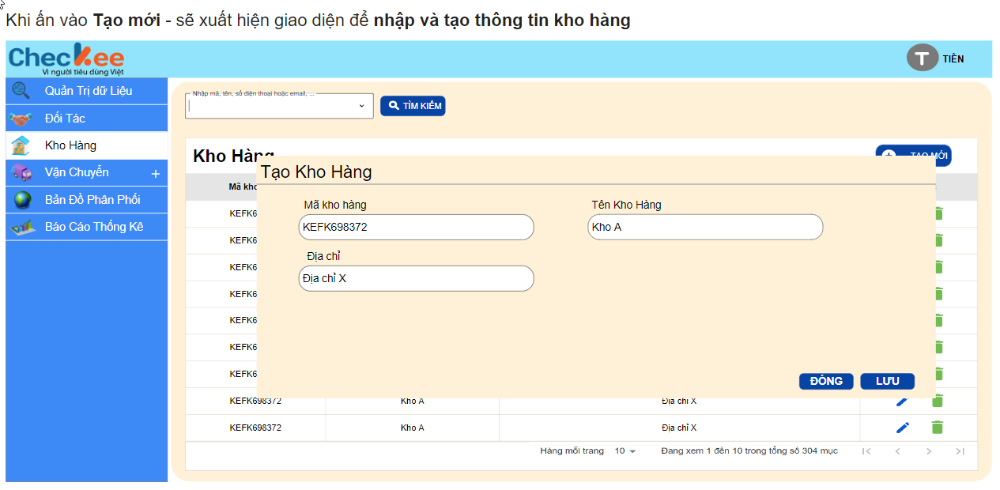 Khi ấn vào Tạo mới - sẽ xuất hiện giao diện để nhập và tạo thông tin kho hàng
Checkee
Vì người tiêu dùng Việt
T TIÊN
Quản Trị dữ Liệu
Đối Tác
Kho Hàng
Vận Chuyển +
Bản Đồ Phân Phối
Báo Cáo Thống Kê
Nhập mã, tên, số điện thoại hoặc email, ...
TÌM KIẾM
Kho Hàng
TẠO MỚI
Mã kho
KEFK6
KEFK6
KEFK6
KEFK6
KEFK6
KEFK6
KEFK6
Tạo Kho Hàng
Mã kho hàng Tên Kho Hàng
KEFK698372 Kho A
Địa chỉ
Địa chỉ X
ĐÓNG LƯU
KEFK698372 Kho A Địa chỉ X
KEFK698372 Kho A Địa chỉ X
Hàng mỗi trang 10 Đang xem 1 đến 10 trong tổng số 304 mục